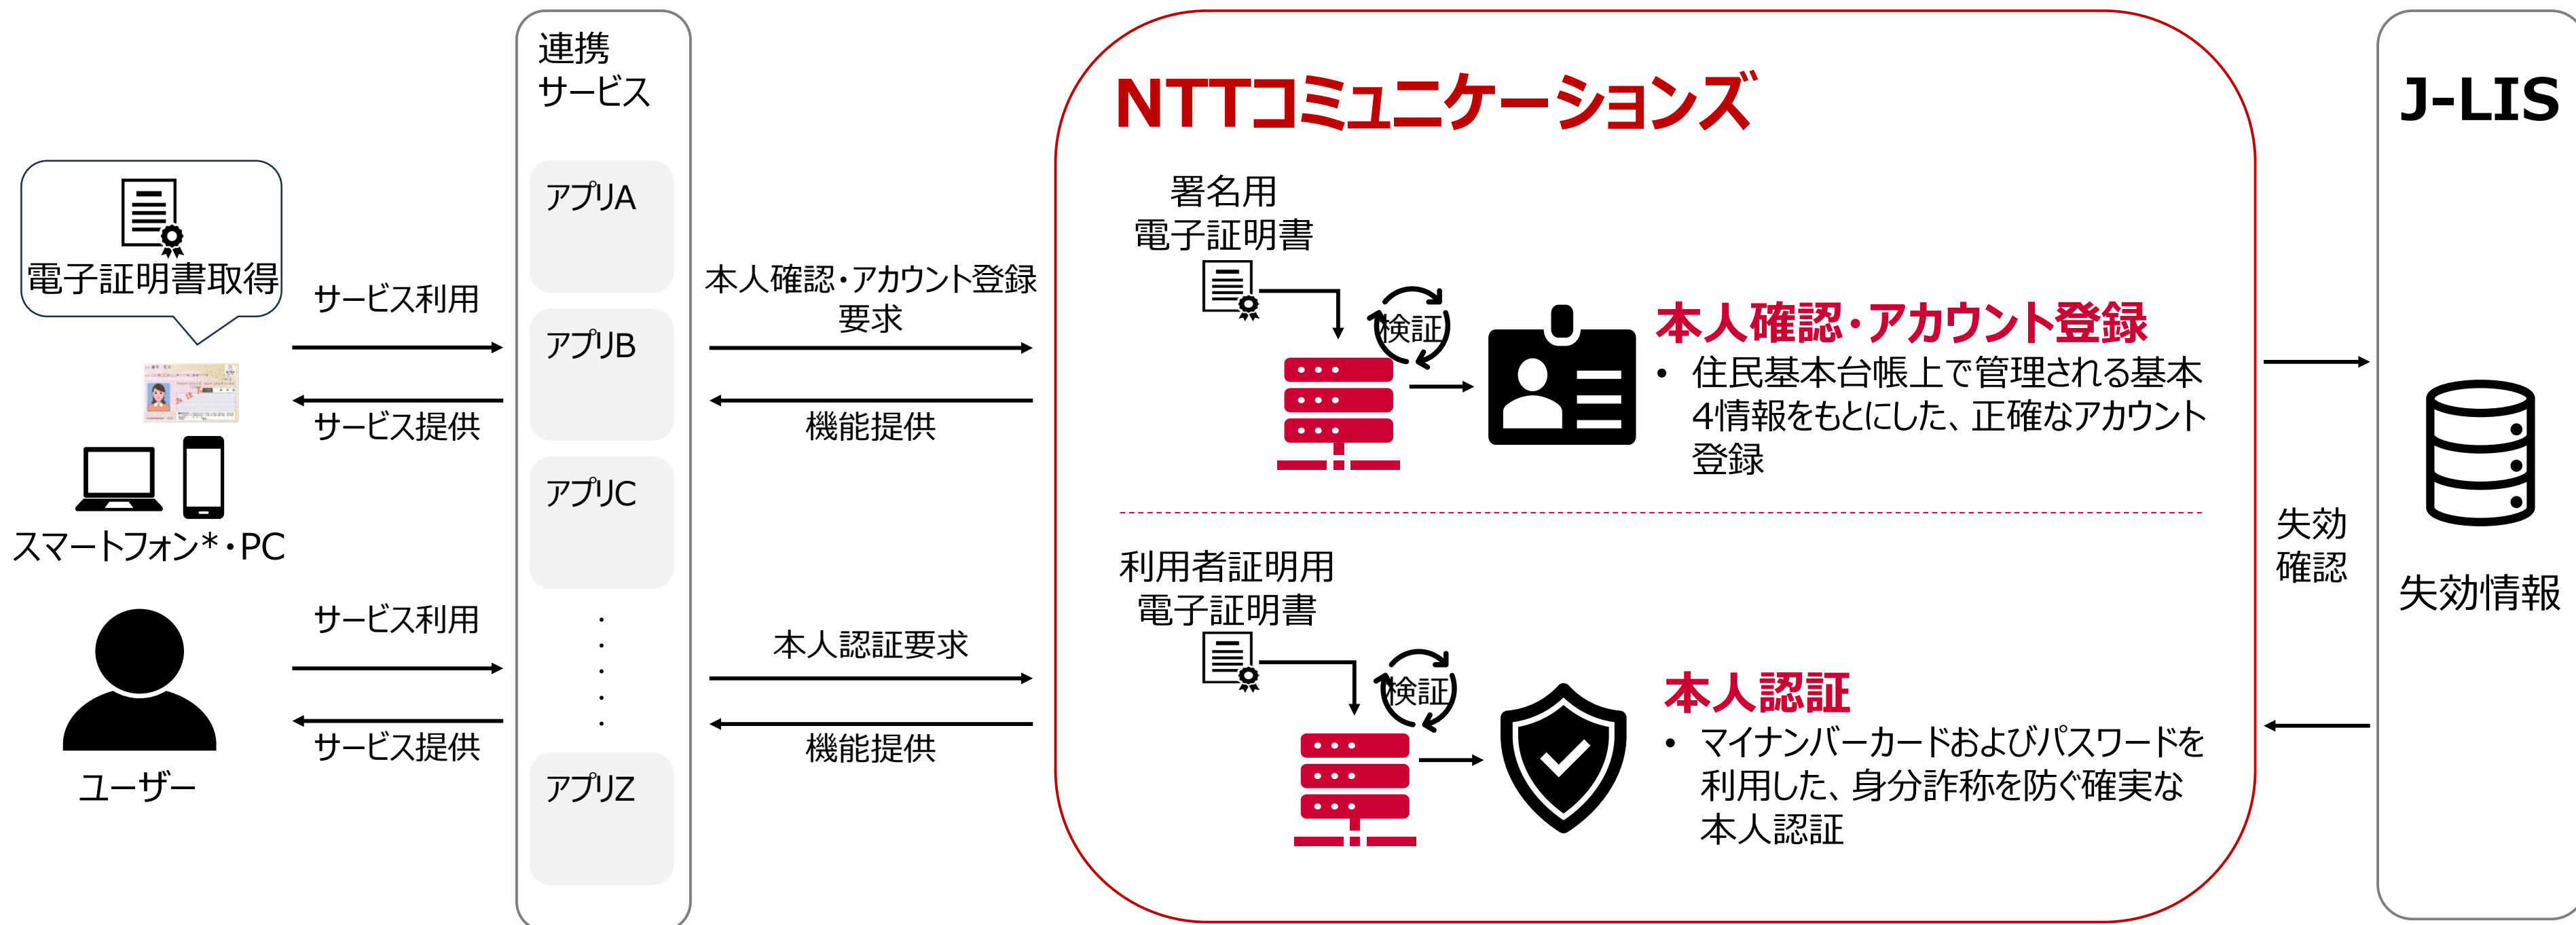 連携
サービス
アプリA
アプリB
アプリC
・
・
・
・
・
アプリZ
電子証明書取得
スマートフォン*・PC
ユーザー
サービス利用
サービス提供
サービス利用
サービス提供
本人確認・アカウント登録
要求
機能提供
本人認証要求
機能提供
NTTコミュニケーションズ
署名用
電子証明書
検証
本人確認・アカウント登録
• 住民基本台帳上で管理される基本
4情報をもとにした、正確なアカウント
登録
利用者証明用
電子証明書
検証
本人認証
• マイナンバーカードおよびパスワードを
利用した、身分詐称を防ぐ確実な
本人認証
失効
確認
J-LIS
失効情報